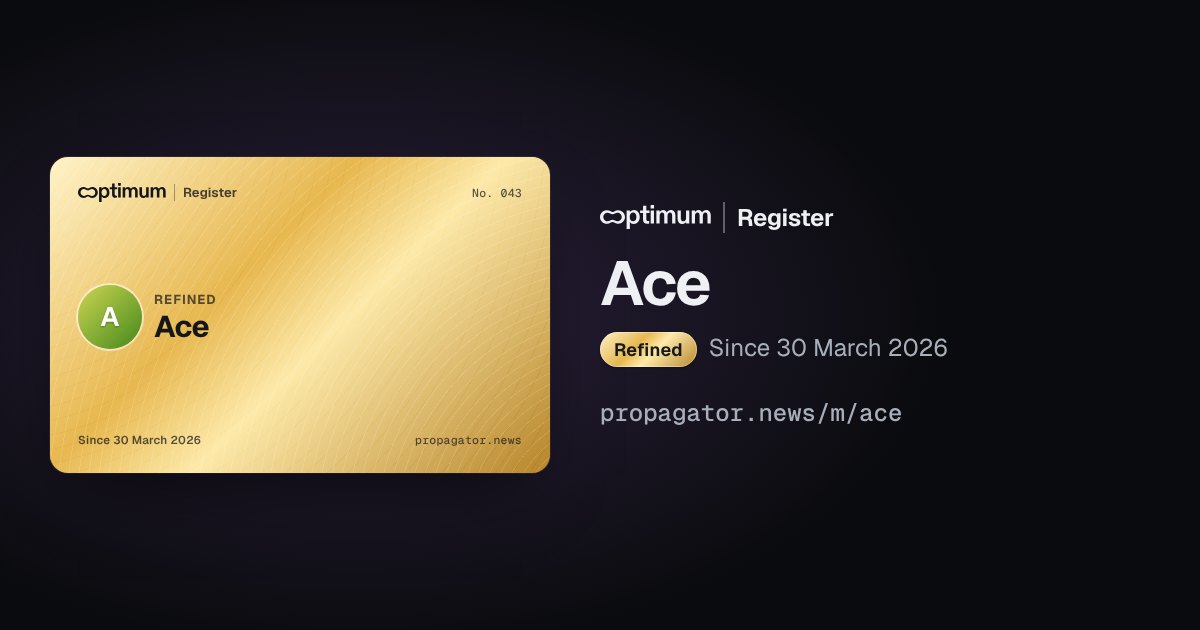 optimum | Register
No. 043
A
REFINED
Ace
Since 30 March 2026
propagator.news
optimum | Register
Ace
Refined Since 30 March 2026
propagator.news/m/ace